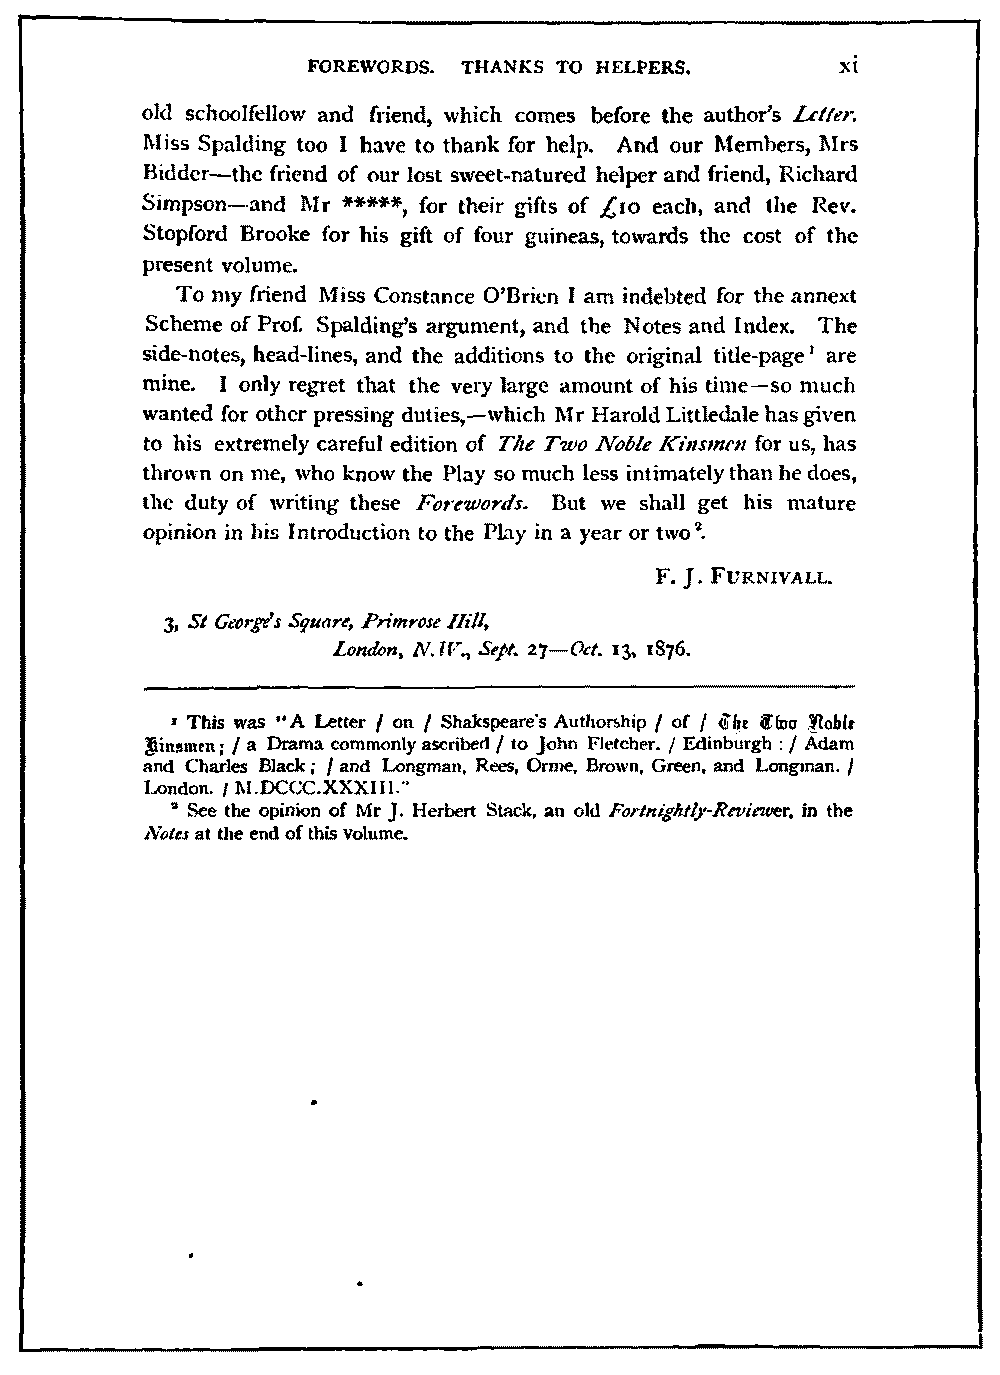 FOREWORDS. THANKS TO HELPERS. xi
old schoolfellow and friend, which comes before the author's Letter.
Miss Spalding too I have to thank for help. And our Members, Mrs
Bidder—the friend of our lost sweet-natured helper and friend, Richard
Simpson—and Mr *****, for their gifts of £10 each, and the Rev.
Stopford Brooke for his gift of four guineas, towards the cost of the
present volume.
To my friend Miss Constance O'Brien I am indebted for the annext
Scheme of Prof. Spalding's argument, and the Notes and Index. The
side-notes, head-lines, and the additions to the original title-page¹ are
mine. I only regret that the very large amount of his time—so much
wanted for other pressing duties,—which Mr Harold Littledale has given
to his extremely careful edition of The Two Noble Kinsmen for us, has
thrown on me, who know the Play so much less intimately than he does,
the duty of writing these Forewords. But we shall get his mature
opinion in his Introduction to the Play in a year or two².
F. J. FURNIVALL.
3, St George's Square, Primrose Hill,
London, N.W., Sept. 27—Oct. 13, 1876.
¹ This was "A Letter / on / Shakspeare's Authorship / of / The Two Noble
Kinsmen; / a Drama commonly ascribed / to John Fletcher. / Edinburgh : / Adam
and Charles Black; / and Longman, Rees, Orme, Brown, Green, and Longman. /
London. / M.DCCC.XXXIII."
² See the opinion of Mr J. Herbert Stack, an old Fortnightly-Reviewer, in the
Notes at the end of this volume.